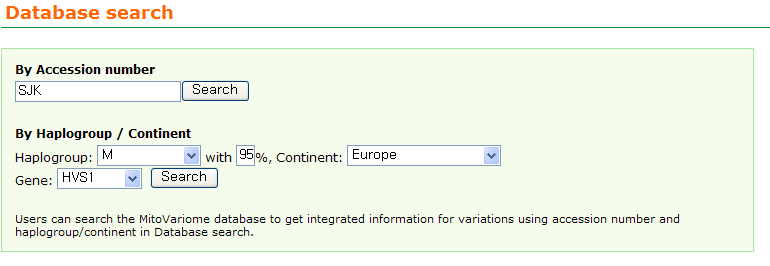 Database search
By Accession number
SJK Search
By Haplogroup / Continent
Haplogroup: M with 95%, Continent: Europe
Gene: HVS1 Search
Users can search the MitoVariome database to get integrated information for variations using accession number and
haplogroup/continent in Database search.